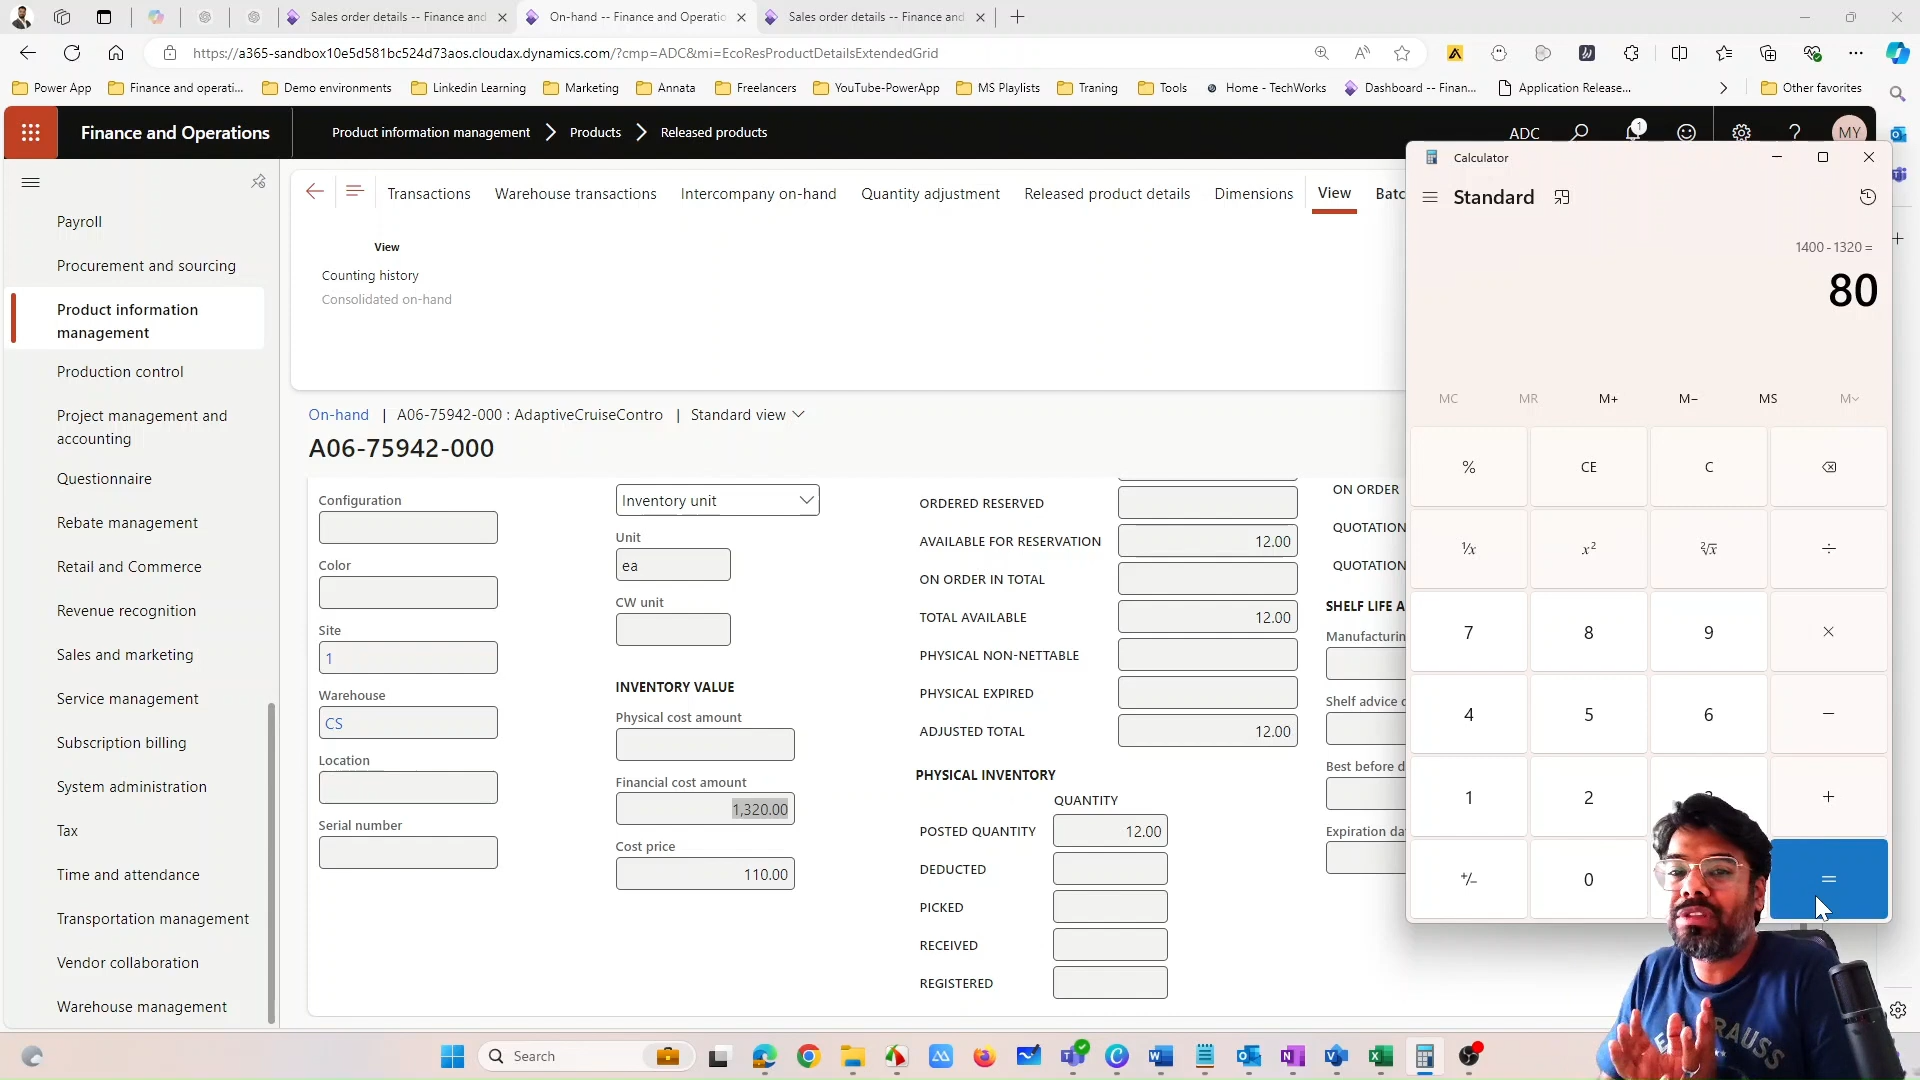 Sales order details -- Finance and
On-hand -- Finance and Operatio
Sales order details -- Finance and
https://a365-sandbox10e5d581bc524d73aos.cloudax.dynamics.com/?cmp=ADC&mi=EcoResProductDetailsExtendedGrid
Power App
Finance and operati...
Demo environments
Linkedin Learning
Marketing
Annata
Freelancers
YouTube-PowerApp
MS Playlists
Traning
Tools
Home - TechWorks
Dashboard -- Finan...
Application Release...
Other favorites
Finance and Operations
Product information management
Products
Released products
ADC
1
MY
Payroll
Procurement and sourcing
Product information
management
Production control
Project management and
accounting
Questionnaire
Rebate management
Retail and Commerce
Revenue recognition
Sales and marketing
Service management
Subscription billing
System administration
Tax
Time and attendance
Transportation management
Vendor collaboration
Warehouse management
Transactions
Warehouse transactions
Intercompany on-hand
Quantity adjustment
Released product details
Dimensions
View
Batc
View
Counting history
Consolidated on-hand
On-hand | A06-75942-000 : AdaptiveCruiseContro | Standard view
A06-75942-000
Configuration
Color
Site
1
Warehouse
CS
Location
Serial number
Inventory unit
Unit
ea
CW unit
INVENTORY VALUE
Physical cost amount
Financial cost amount
1,320.00
Cost price
110.00
ORDERED RESERVED
AVAILABLE FOR RESERVATION
12.00
ON ORDER IN TOTAL
TOTAL AVAILABLE
12.00
PHYSICAL NON-NETTABLE
PHYSICAL EXPIRED
ADJUSTED TOTAL
12.00
PHYSICAL INVENTORY
QUANTITY
POSTED QUANTITY
12.00
DEDUCTED
PICKED
RECEIVED
REGISTERED
ON ORDER
QUOTATION
QUOTATION
SHELF LIFE A
Manufacturin
Shelf advice d
Best before d
Expiration da
Calculator
Standard
1400 - 1320 =
80
MC MR M+ M− MS M
% CE C
⅟x x² ²√x ÷
7 8 9 ×
4 5 6 −
1 2 +
+/− 0 =
Search